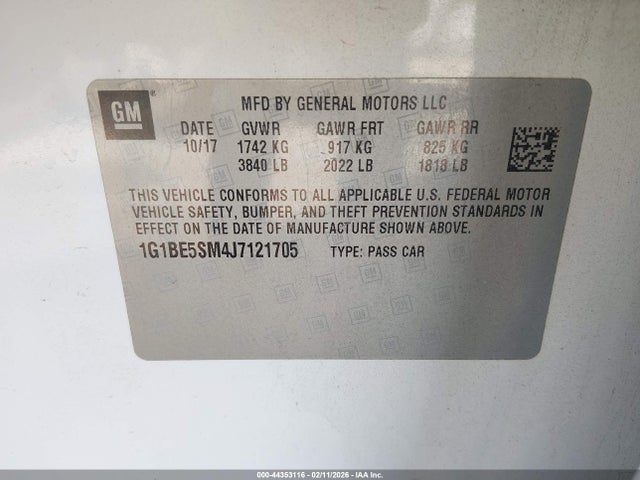 GM
MFD BY GENERAL MOTORS LLC
DATE GVWR GAWR FRT GAWR RR
10/17 1742 KG 917 KG 825 KG
3840 LB 2022 LB 1818 LB
THIS VEHICLE CONFORMS TO ALL APPLICABLE U.S. FEDERAL MOTOR
VEHICLE SAFETY, BUMPER, AND THEFT PREVENTION STANDARDS IN
EFFECT ON THE DATE OF MANUFACTURE SHOWN ABOVE.
1G1BE5SM4J7121705 TYPE: PASS CAR
000-44353116 - 02/11/2026 - IAA Inc.